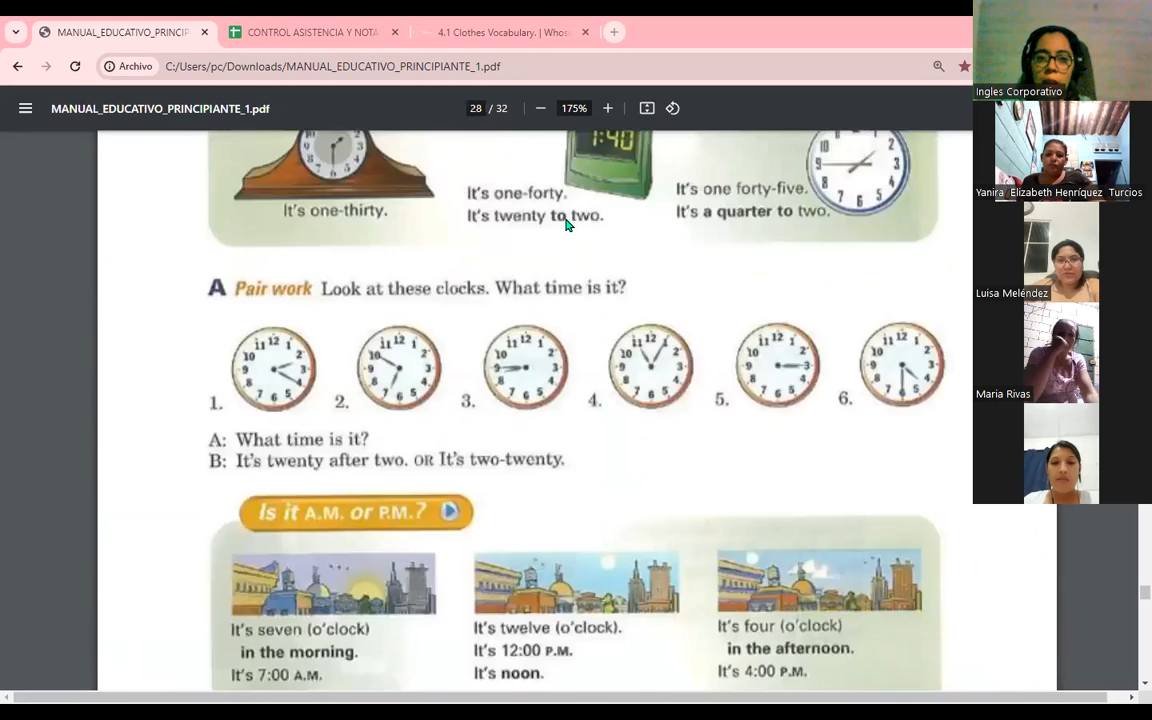 MANUAL_EDUCATIVO_PRINCIP
CONTROL ASISTENCIA Y NOTA
4.1 Clothes Vocabulary. | Whos
Archivo
C:/Users/pc/Downloads/MANUAL_EDUCATIVO_PRINCIPIANTE_1.pdf
MANUAL_EDUCATIVO_PRINCIPIANTE_1.pdf
28 / 32
175%
Ingles Corporativo
Yanira Elizabeth Henríquez Turcios
Luisa Meléndez
Maria Rivas
1:40
It's one-thirty.
It's one-forty.
It's twenty to two.
It's one forty-five.
It's a quarter to two.
A Pair work Look at these clocks. What time is it?
1. 2. 3. 4. 5. 6.
A: What time is it?
B: It's twenty after two. OR It's two-twenty.
Is it A.M. or P.M.?
It's seven (o'clock)
in the morning.
It's 7:00 A.M.
It's twelve (o'clock).
It's 12:00 P.M.
It's noon.
It's four (o'clock)
in the afternoon.
It's 4:00 P.M.